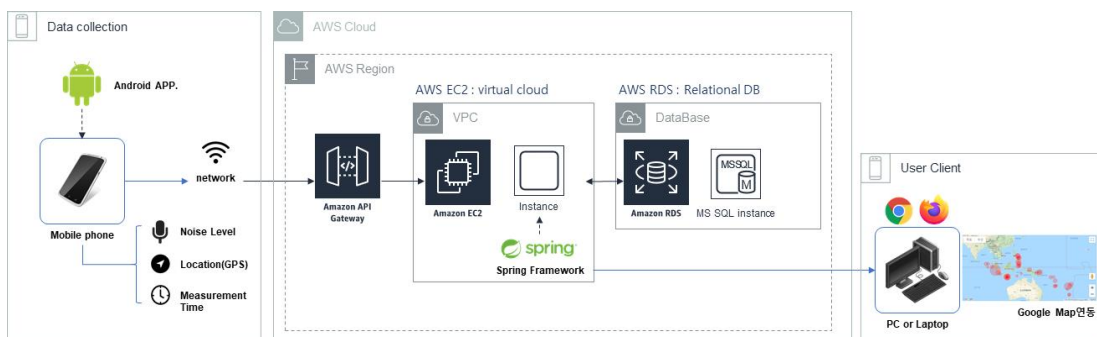 Data collection
Android APP.
network
Mobile phone
Noise Level
Location(GPS)
Measurement
Time
AWS Cloud
AWS Region
AWS EC2 : virtual cloud
VPC
Amazon API
Gateway
Amazon EC2
Instance
spring
Spring Framework
AWS RDS : Relational DB
DataBase
Amazon RDS
MSSQL
M
MS SQL instance
User Client
PC or Laptop
Google Map연동